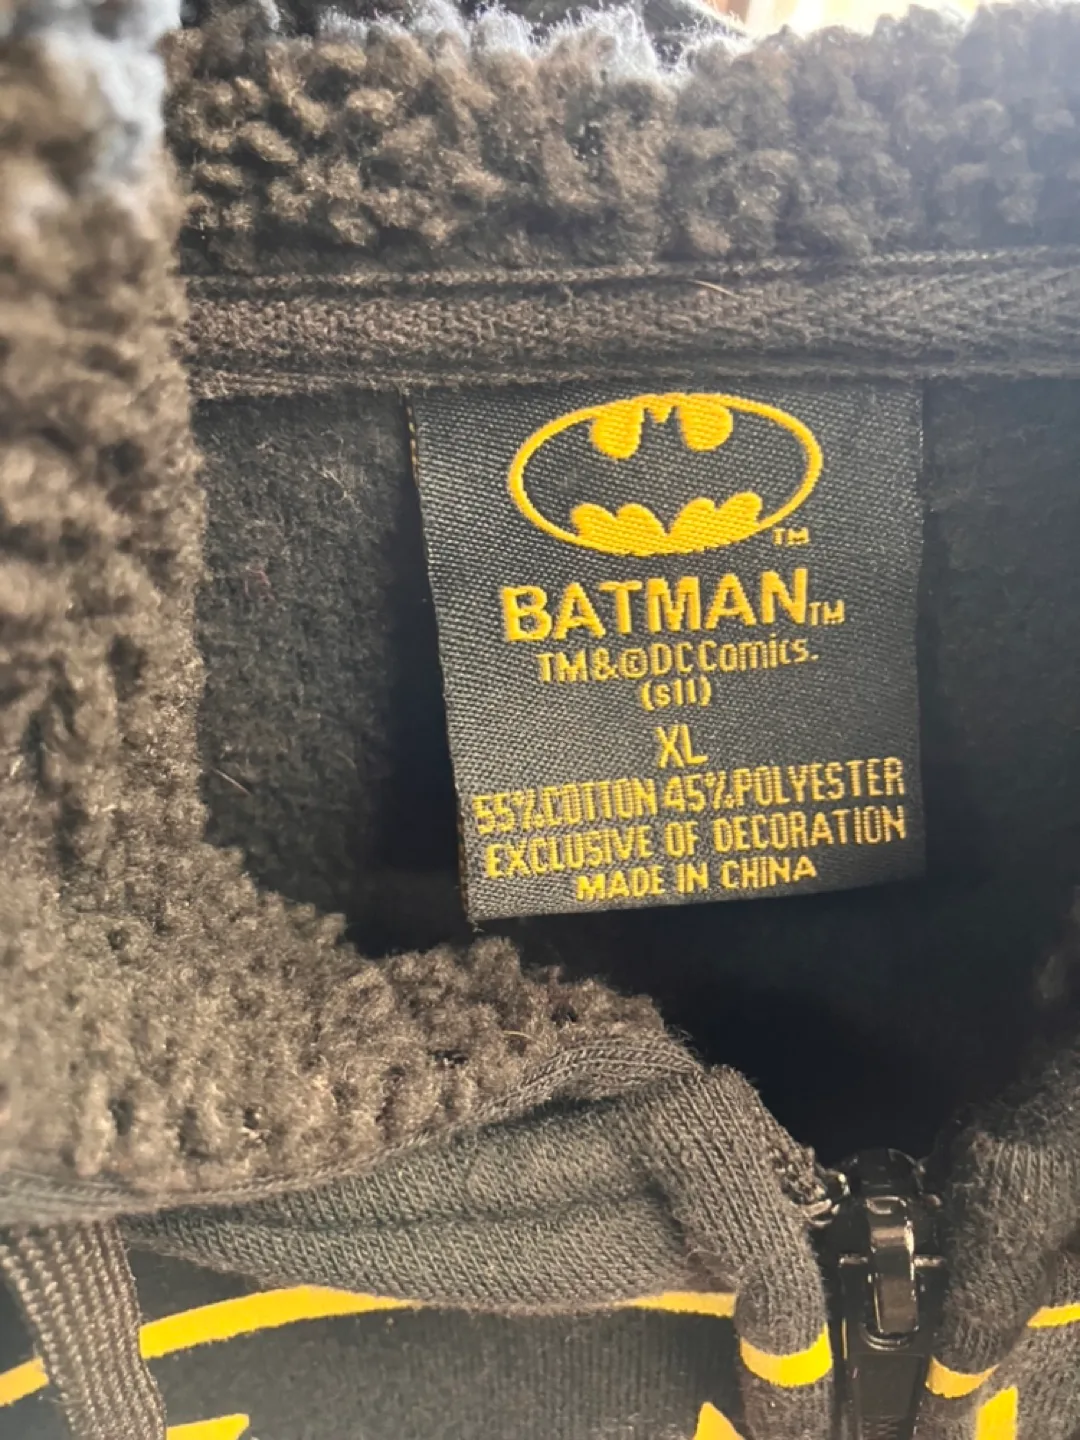 TM
BATMAN TM
TM&©DC Comics.
(s11)
XL
55%COTTON 45%POLYESTER
EXCLUSIVE OF DECORATION
MADE IN CHINA